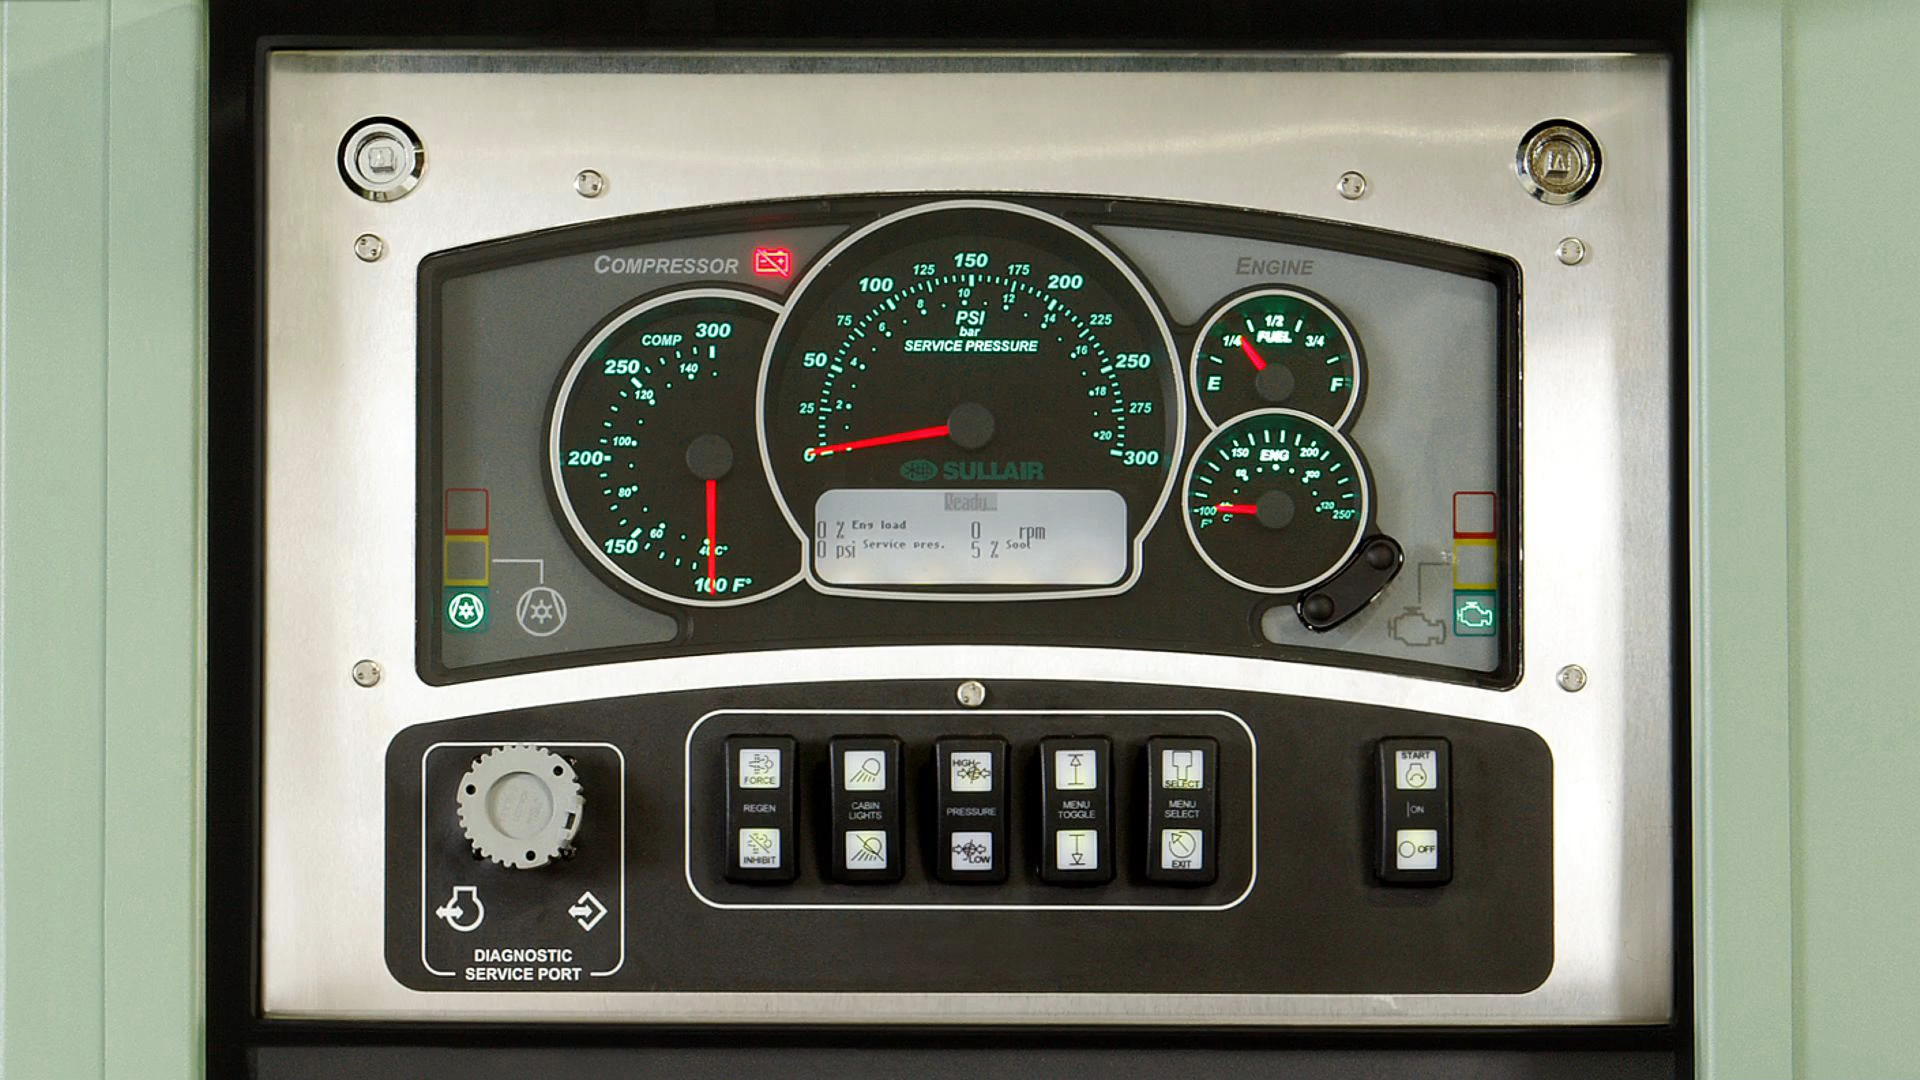 COMPRESSOR
ENGINE
COMP
300
250
140
120
100
200
80
150
60
40 C°
100 F°
150
125
175
100
200
10
8
12
75
225
6
14
PSI
bar
SERVICE PRESSURE
50
4
16
250
25
2
18
275
20
0
300
SULLAIR
Ready...
0 % Eng load 0 rpm
0 psi Service pres. 5 % Soot
1/2
1/4 FUEL 3/4
E F
150 ENG 200
100
120
250°
F°
C°
FORCE
REGEN
INHIBIT
CABIN
LIGHTS
HIGH
PRESSURE
LOW
MENU
TOGGLE
SELECT
MENU
SELECT
EXIT
START
ON
OFF
DIAGNOSTIC
SERVICE PORT